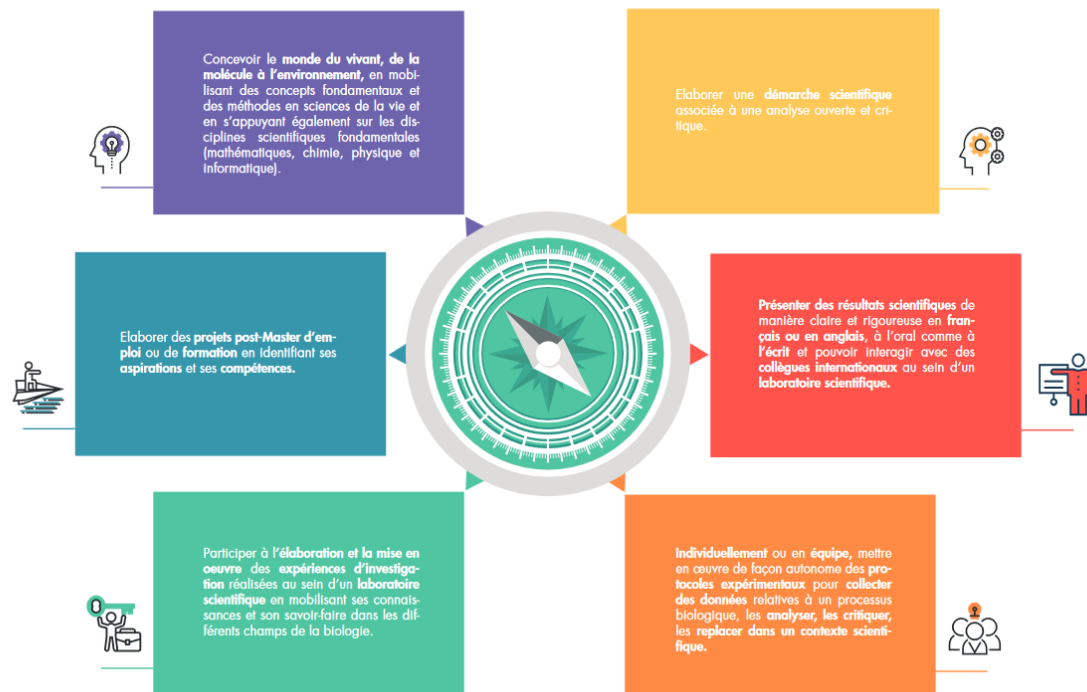 Concevoir le monde du vivant, de la
molécule à l'environnement, en mobi-
lisant des concepts fondamentaux et
des méthodes en sciences de la vie et
en s'appuyant également sur les dis-
ciplines scientifiques fondamentales
(mathématiques, chimie, physique et
informatique).
Elaborer une démarche scientifique
associée à une analyse ouverte et cri-
tique.
Elaborer des projets post-Master d'em-
ploi ou de formation en identifiant ses
aspirations et ses compétences.
Présenter des résultats scientifiques de
manière claire et rigoureuse en fran-
çais ou en anglais, à l'oral comme à
l'écrit et pouvoir interagir avec des
collègues internationaux au sein d'un
laboratoire scientifique.
Participer à l'élaboration et la mise en
oeuvre des expériences d'investiga-
tion réalisées au sein d'un laboratoire
scientifique en mobilisant ses connais-
sances et son savoir-faire dans les dif-
férents champs de la biologie.
Individuellement ou en équipe, mettre
en œuvre de façon autonome des pro-
tocoles expérimentaux pour collecter
des données relatives à un processus
biologique, les analyser, les critiquer,
les replacer dans un contexte scienti-
fique.